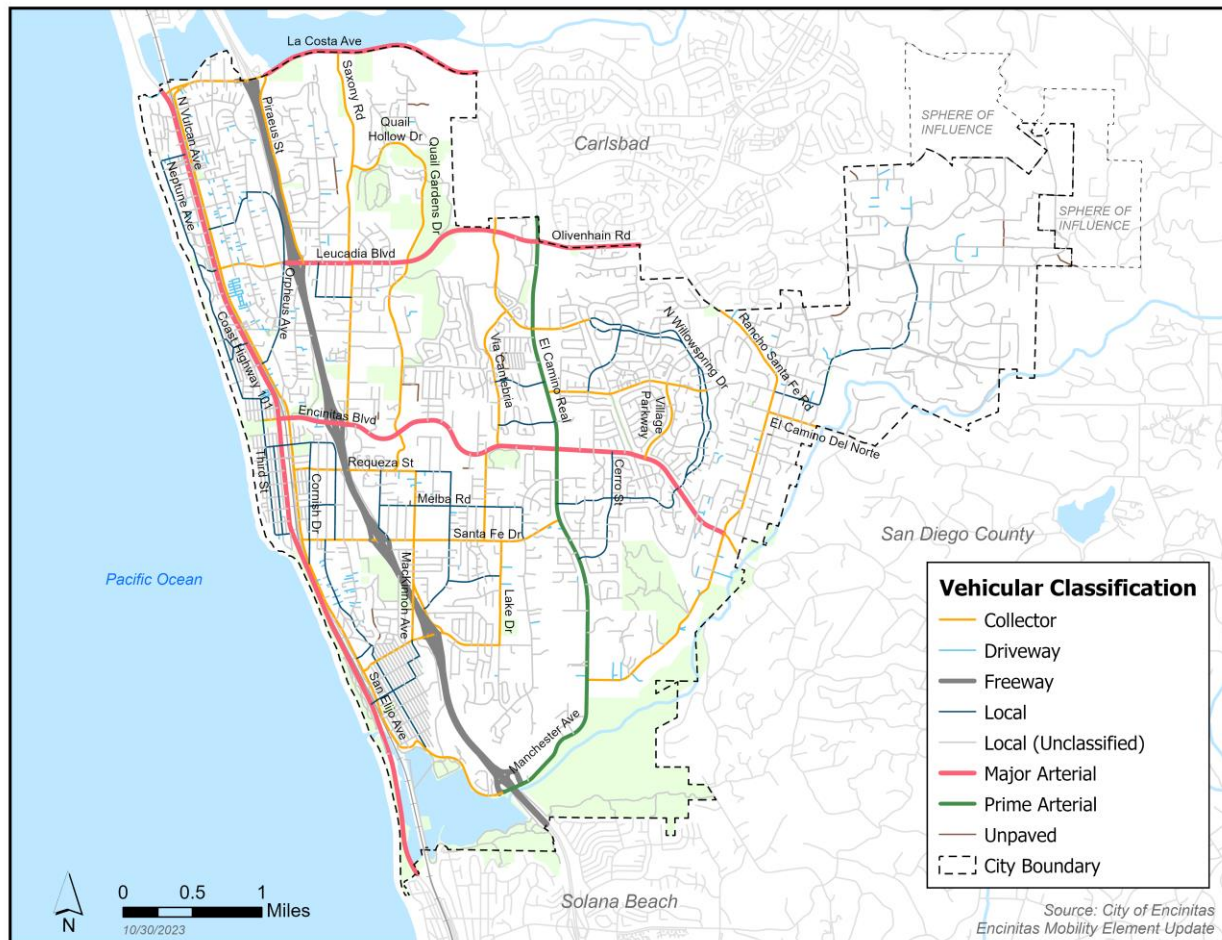 La Costa Ave
N Vulcan Ave
Piraeus St
Saxony Rd
Quail
Hollow Dr
Quail Gardens Dr
Carlsbad
SPHERE OF
INFLUENCE
SPHERE OF
INFLUENCE
Neptune Ave
Leucadia Blvd
Olivenhain Rd
Orpheus Ave
Coast Highway 101
Via Cantebria
El Camino Real
N Willowspring Dr
Rancho Santa Fe Rd
Village
Parkway
Encinitas Blvd
El Camino Del Norte
Third St
Cornish Dr
Requeza St
Melba Rd
Cerro St
Santa Fe Dr
MacKinnon Ave
Lake Dr
San Elijo Ave
Manchester Ave
San Diego County
Pacific Ocean
Solana Beach
Vehicular Classification
Collector
Driveway
Freeway
Local
Local (Unclassified)
Major Arterial
Prime Arterial
Unpaved
City Boundary
N
0 0.5 1
Miles
10/30/2023
Source: City of Encinitas
Encinitas Mobility Element Update